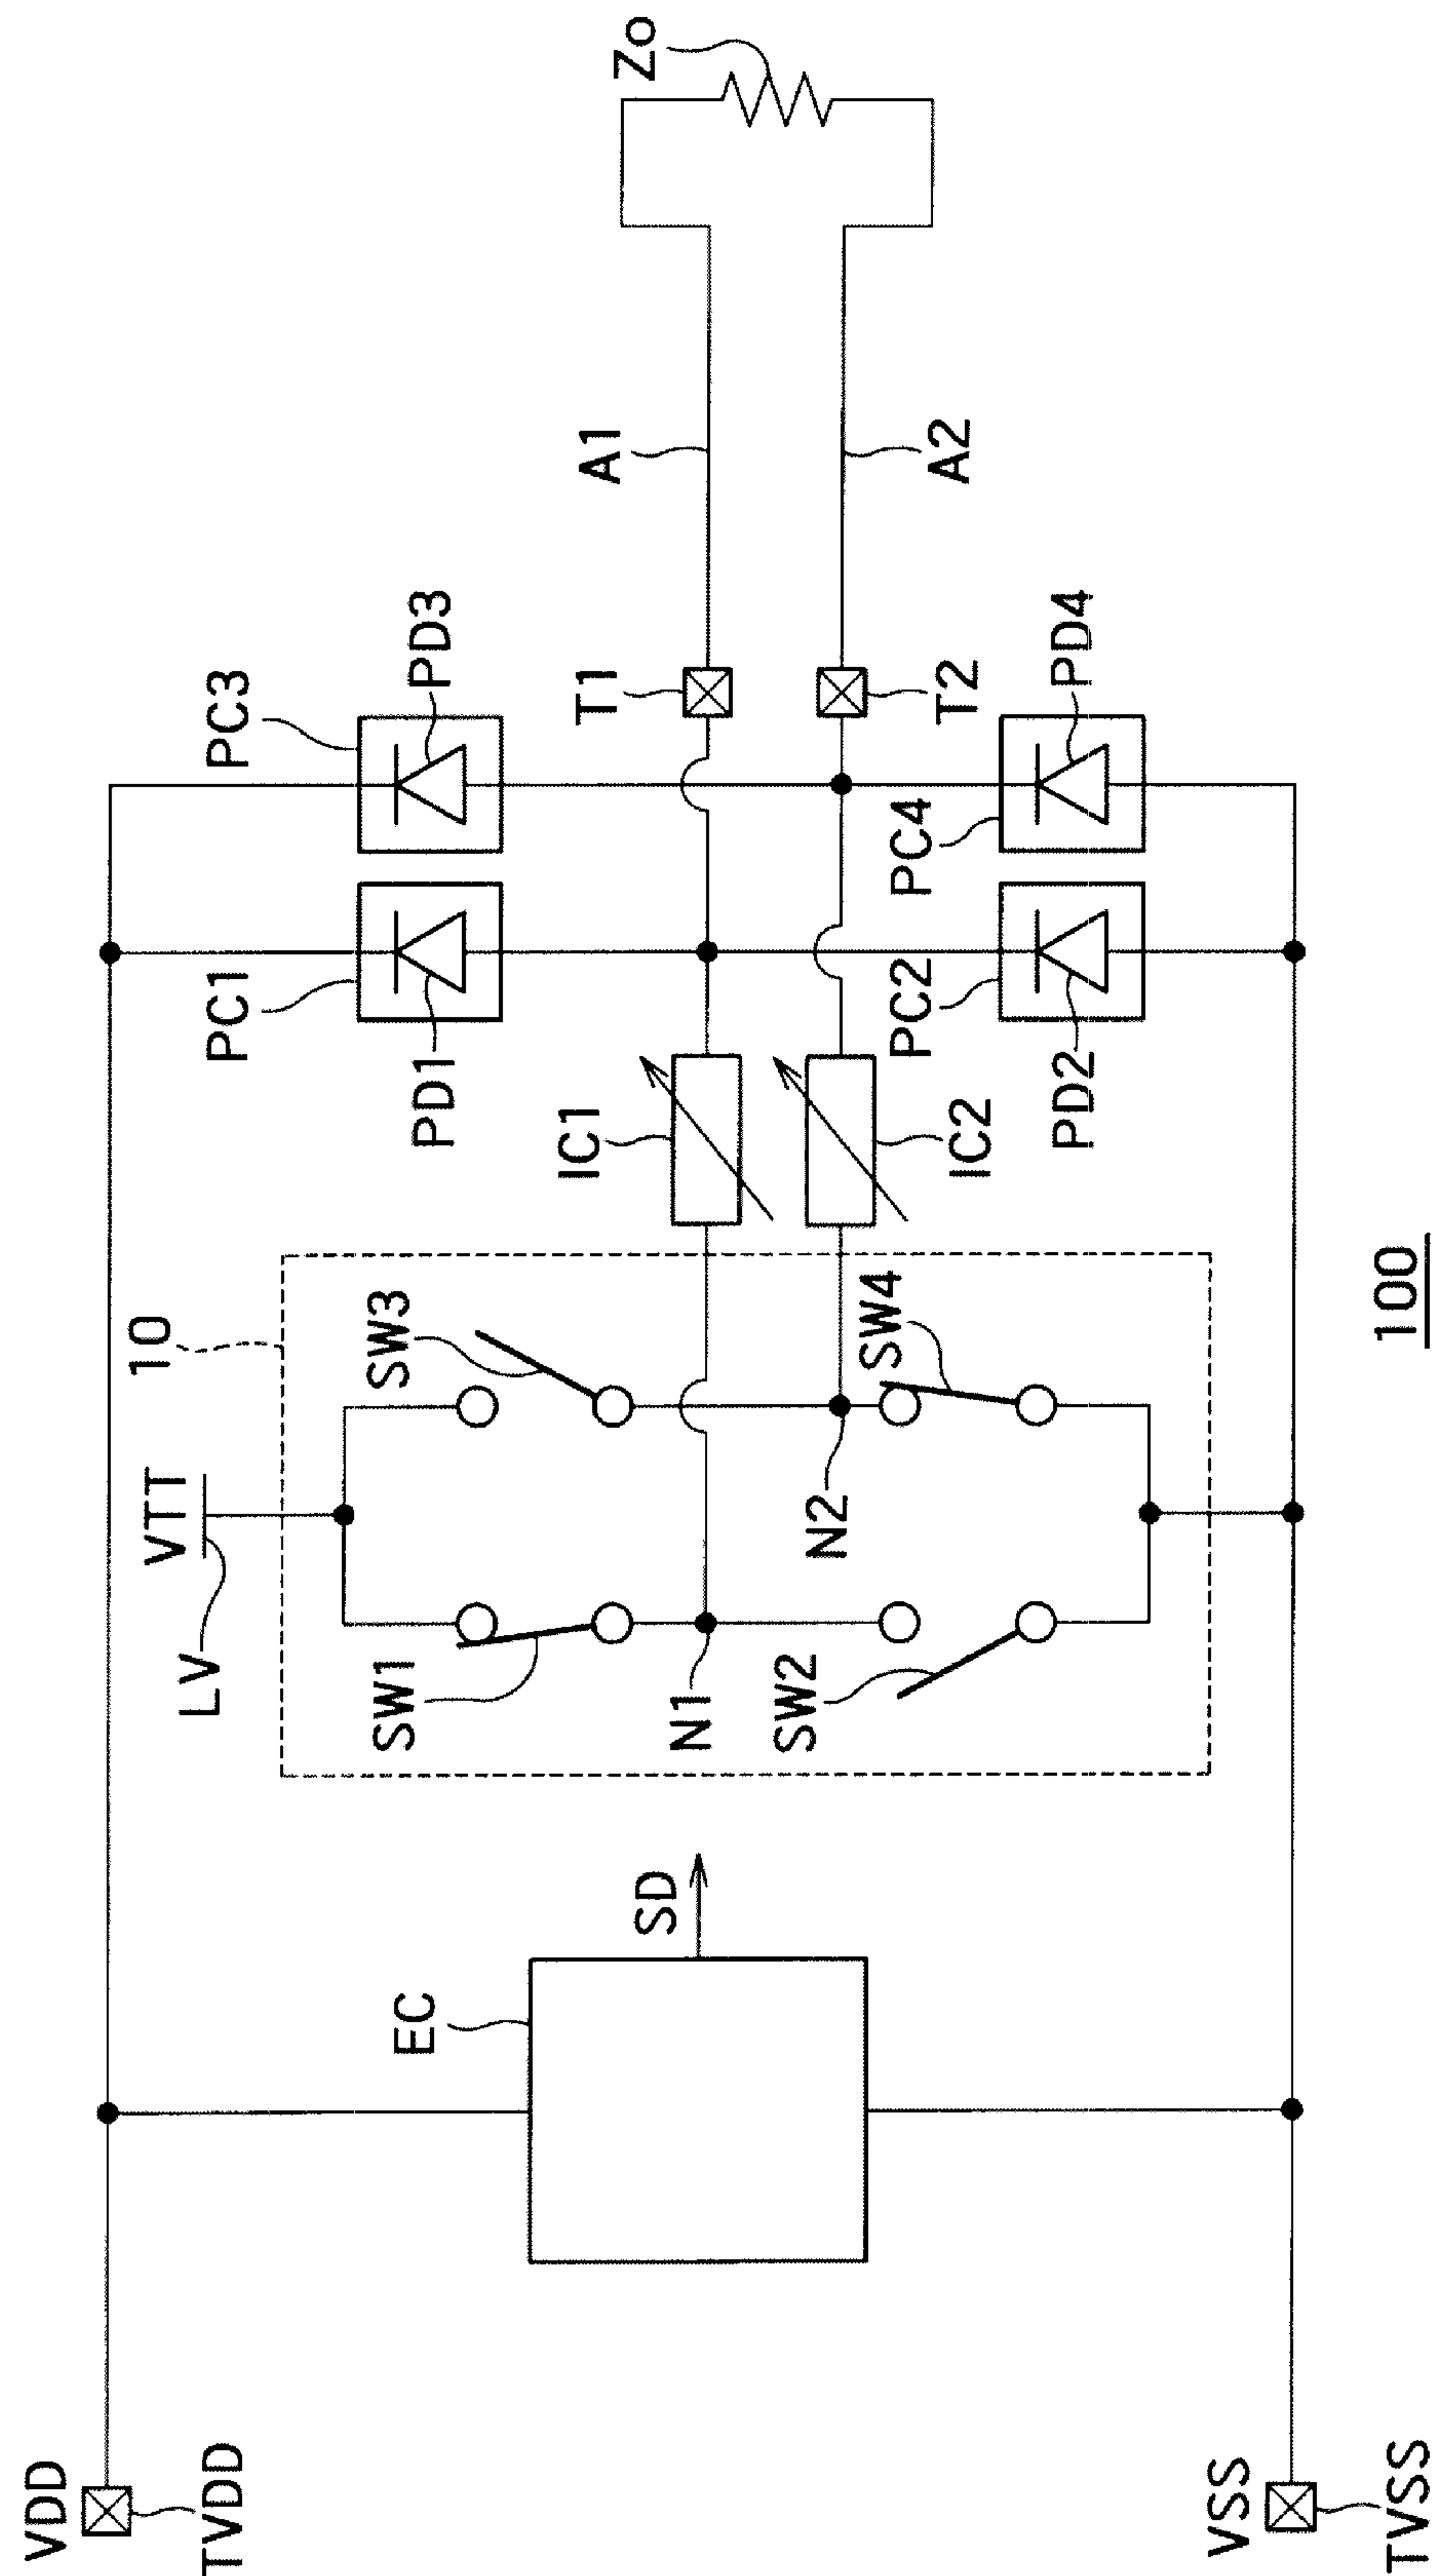 VDD
TVDD
VSS
TVSS
EC
SD
LV
VTT
10
SW1
SW3
N1
N2
SW2
SW4
IC1
IC2
PC1
PD1
PC3
PD3
PC2
PD2
PC4
PD4
T1
T2
A1
A2
Zo
100